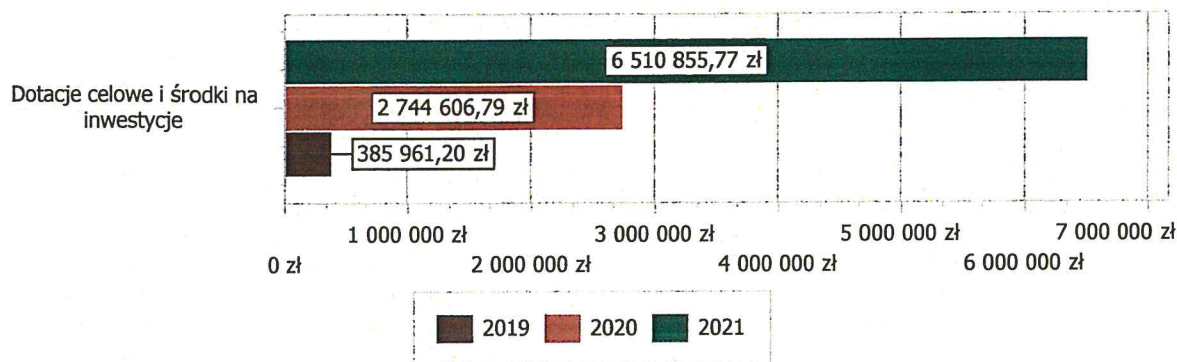 6 510 855,77 zł
Dotacje celowe i środki na
inwestycje
2 744 606,79 zł
385 961,20 zł
1 000 000 zł
3 000 000 zł
5 000 000 zł
7 000 000 zł
0 zł
2 000 000 zł
4 000 000 zł
6 000 000 zł
2019
2020
2021